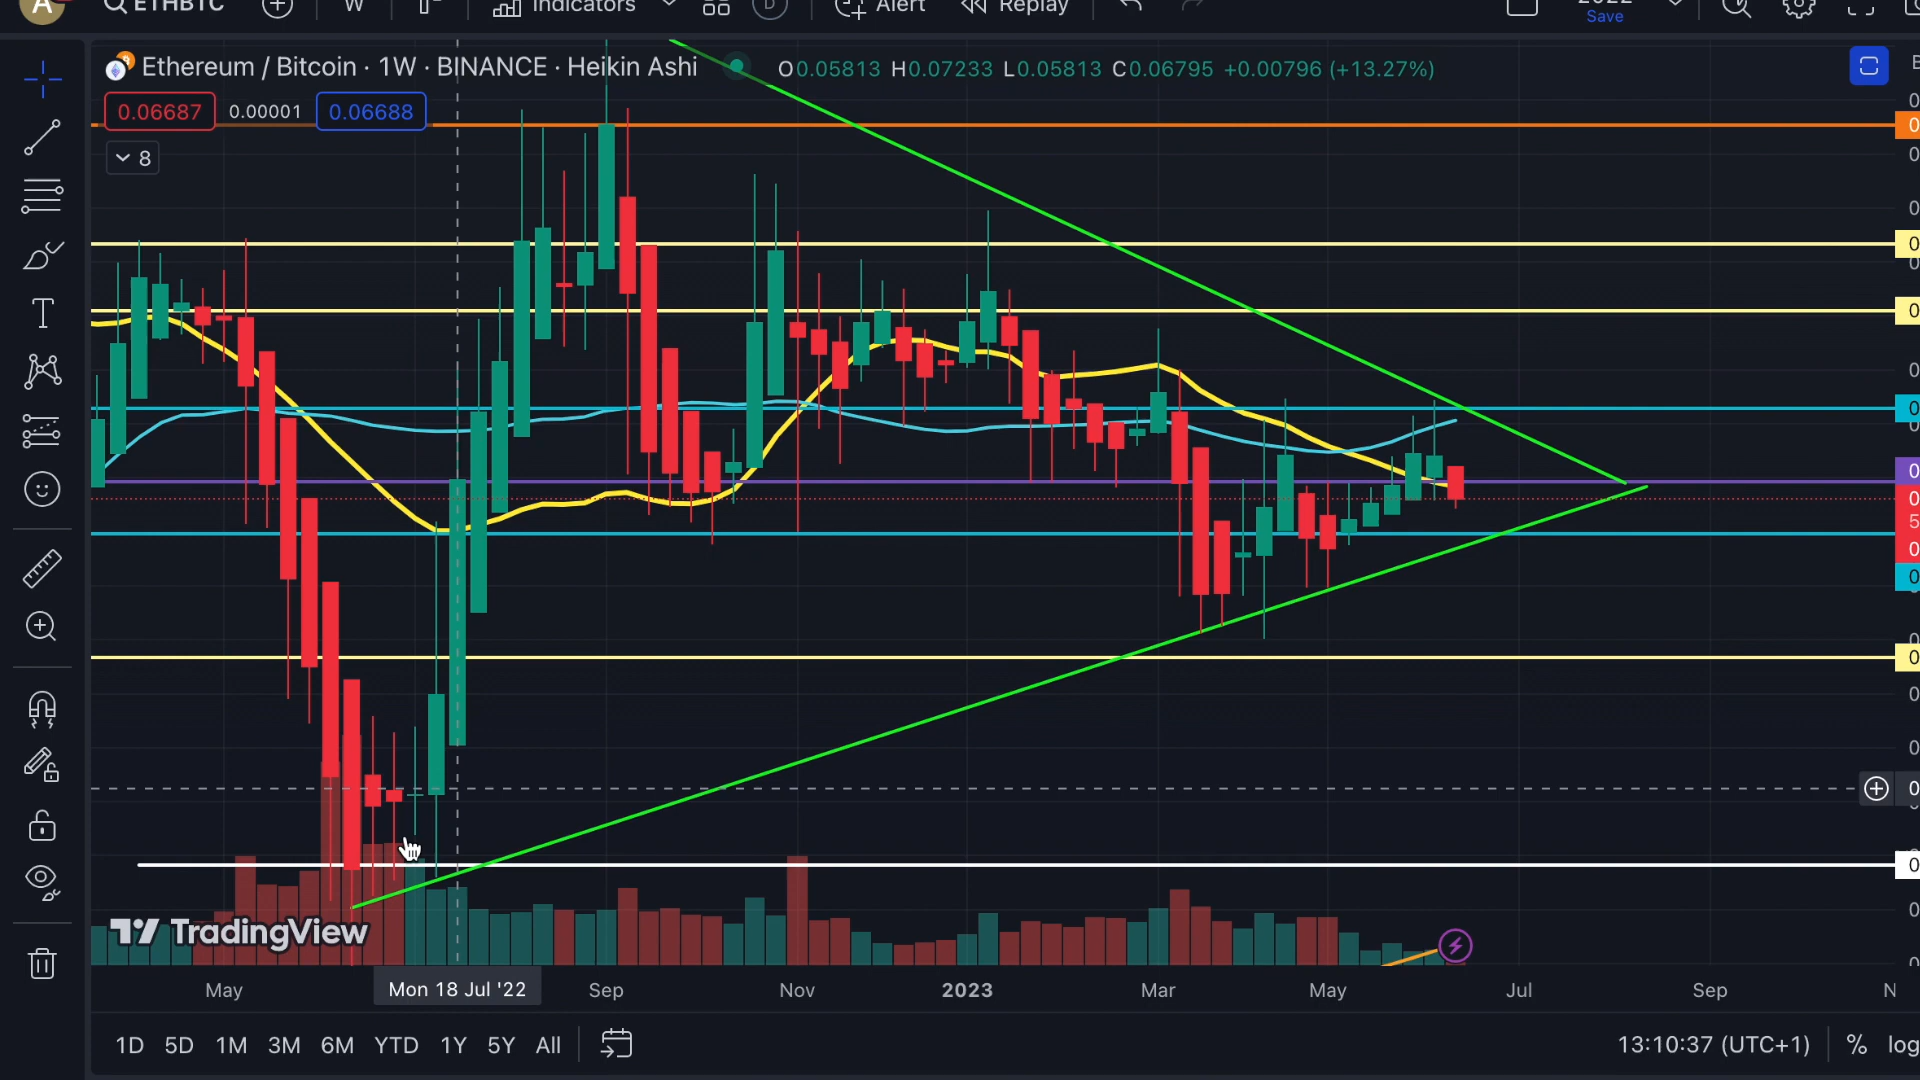 A ETHBTC W Indicators D Alert Replay 2022
Save
Ethereum / Bitcoin · 1W · BINANCE · Heikin Ashi O0.05813 H0.07233 L0.05813 C0.06795 +0.00796 (+13.27%)
0.06687 0.00001 0.06688
8
TradingView
May Mon 18 Jul '22 Sep Nov 2023 Mar May Jul Sep N
1D 5D 1M 3M 6M YTD 1Y 5Y All 13:10:37 (UTC+1) % log